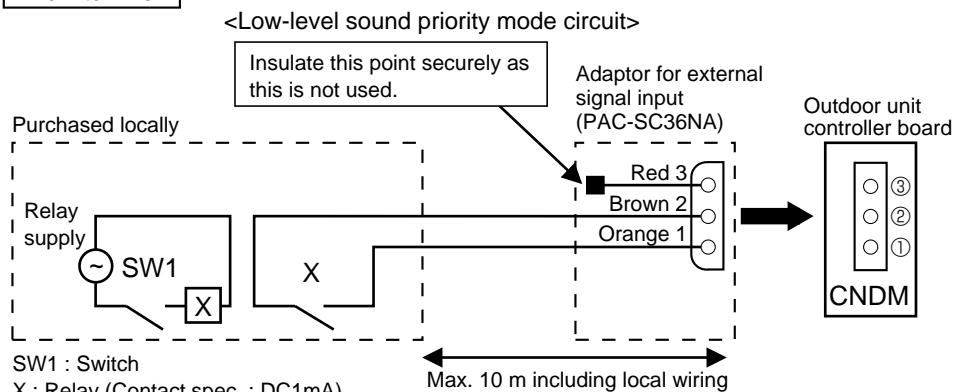 <Low-level sound priority mode circuit>
Insulate this point securely as
this is not used.
Adaptor for external
signal input
(PAC-SC36NA)
Outdoor unit
controller board
Purchased locally
Relay
supply
~
SW1
X
X
Red 3
Brown 2
Orange 1
③
②
①
CNDM
SW1 : Switch
X : Relay (Contact spec. : DC1mA)
Max. 10 m including local wiring